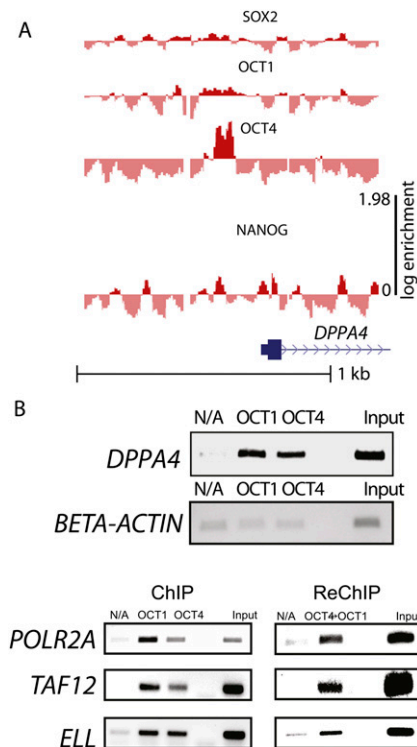 A
SOX2
OCT1
OCT4
1.98
NANOG
log enrichment
0
DPPA4
1 kb
B
N/A OCT1 OCT4 Input
DPPA4
N/A OCT1 OCT4 Input
BETA-ACTIN
ChIP ReChIP
N/A OCT1 OCT4 Input N/A OCT4+OCT1 Input
POLR2A
TAF12
ELL